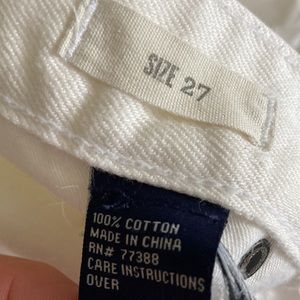 SIZE 27
100% COTTON
MADE IN CHINA
RN# 77388
CARE INSTRUCTIONS
OVER